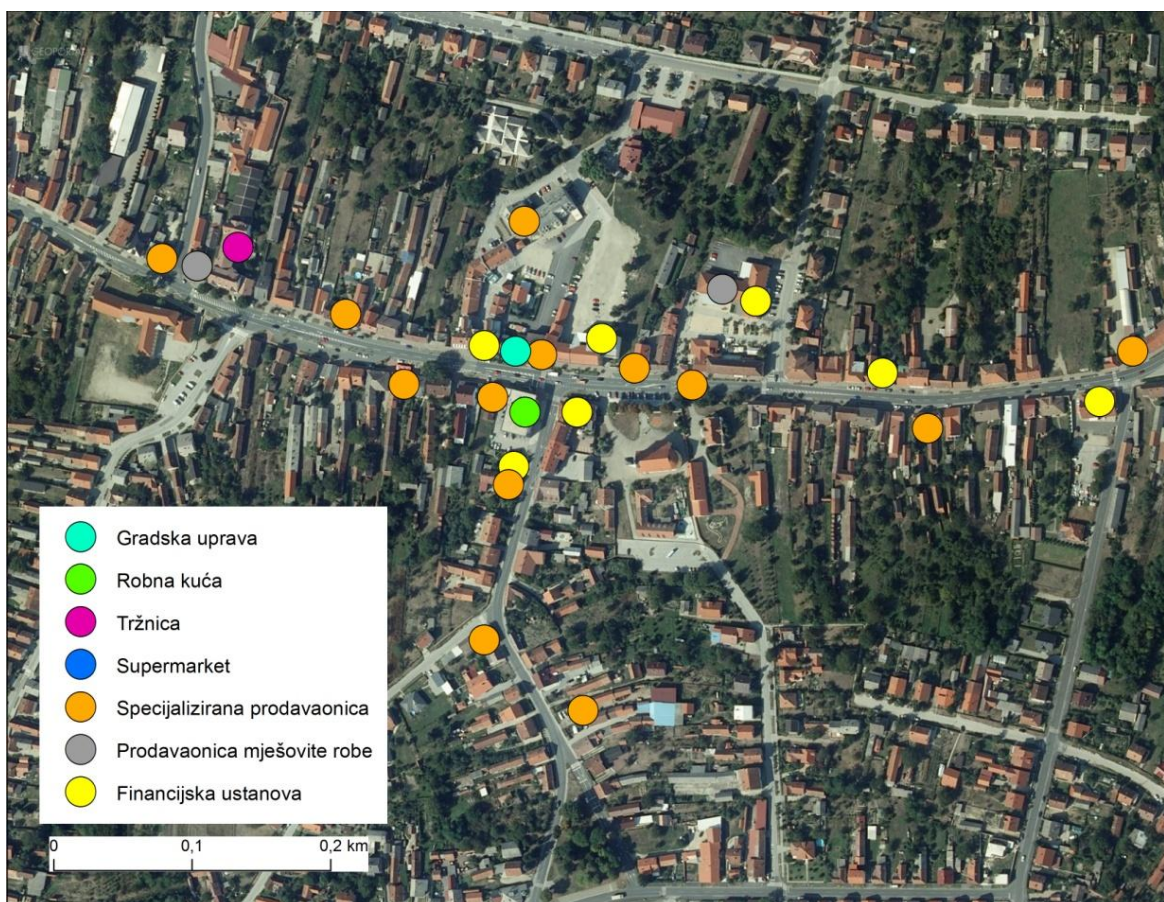 GEOPORTAL
Gradska uprava
Robna kuća
Tržnica
Supermarket
Specijalizirana prodavaonica
Prodavaonica mješovite robe
Financijska ustanova
0 0,1 0,2 km